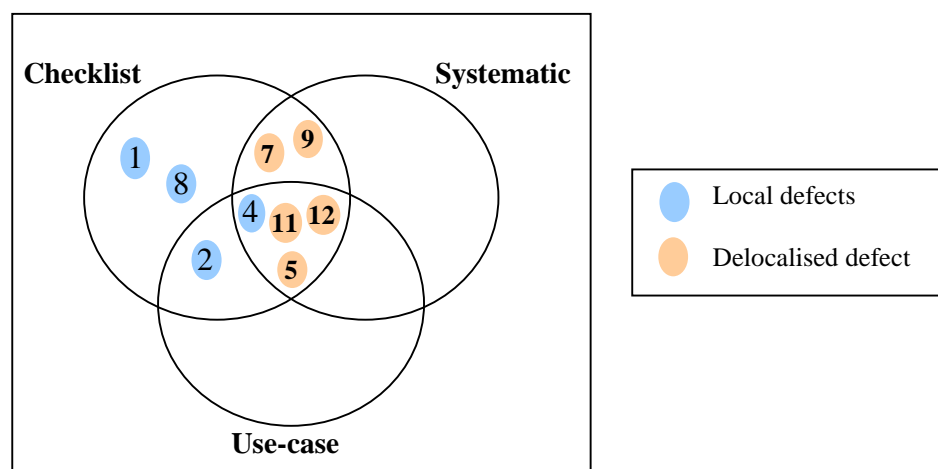 Checklist
Systematic
1
8
7
9
4
11
12
2
5
Use-case
Local defects
Delocalised defect